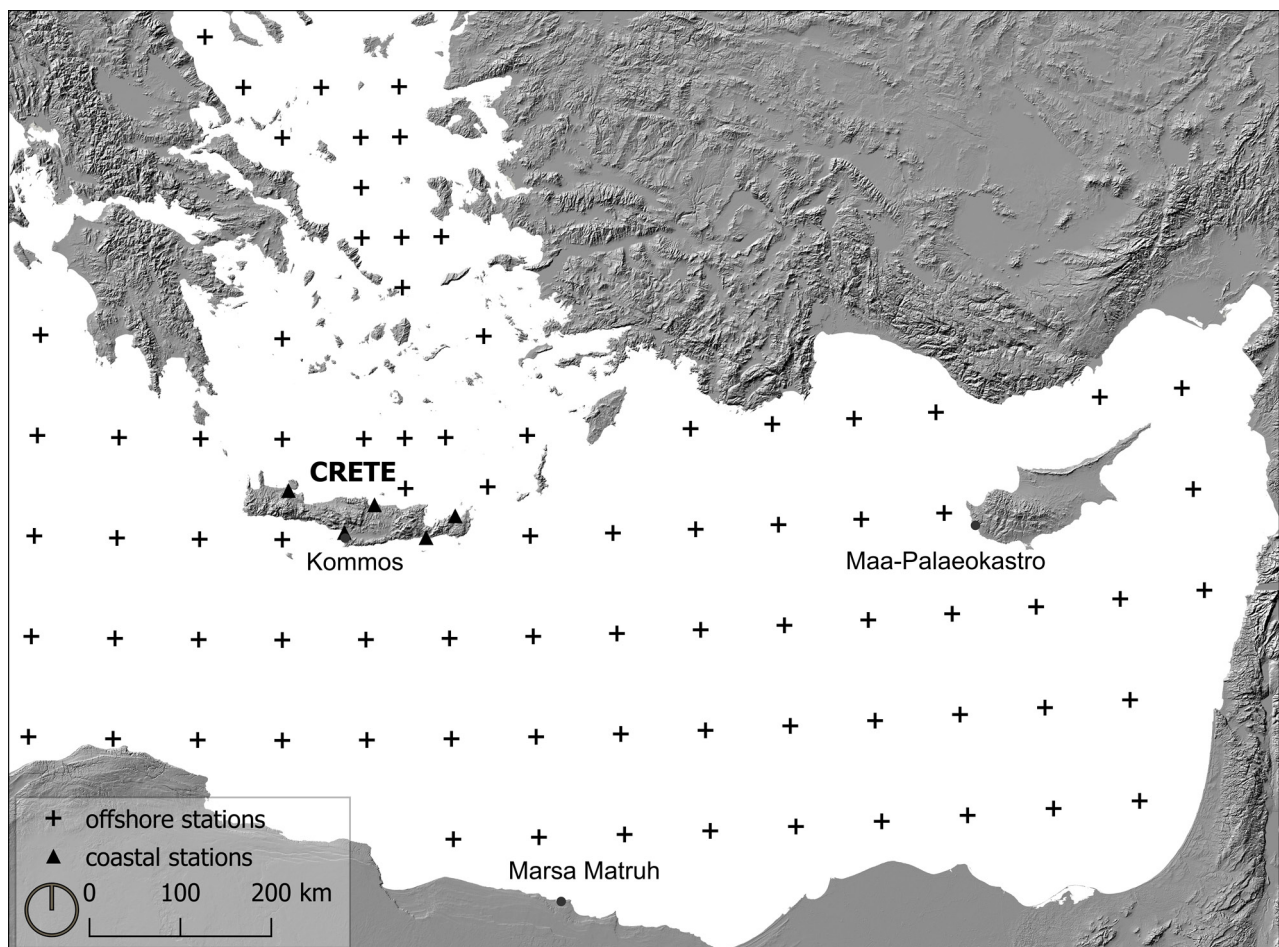 CRETE
Kommos
Maa-Palaeokastro
Marsa Matruh
offshore stations
coastal stations
0 100 200 km